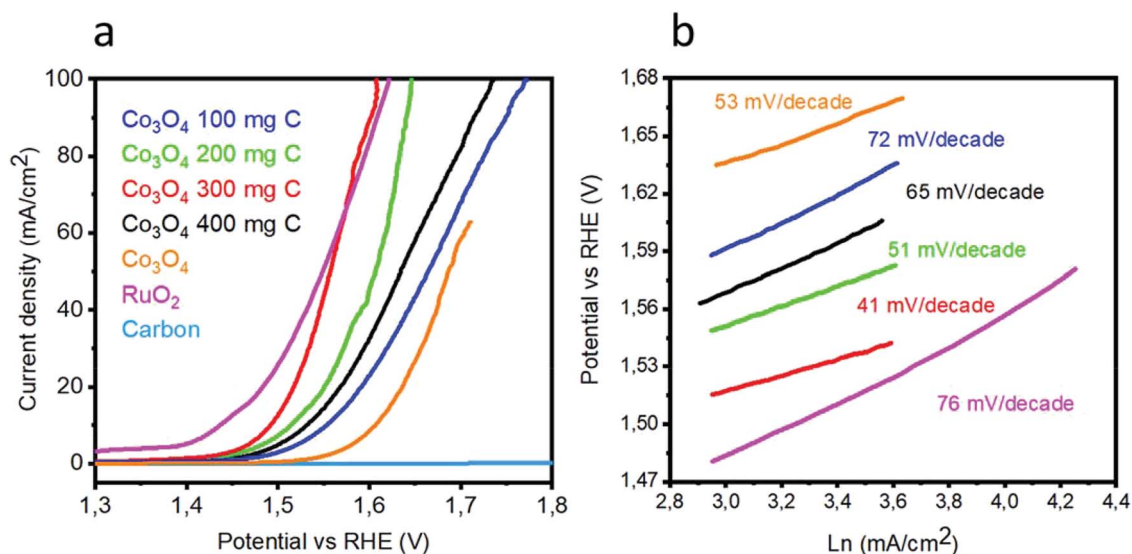 a
Current density (mA/cm²)
100
80
60
40
20
0
Co₃O₄ 100 mg C
Co₃O₄ 200 mg C
Co₃O₄ 300 mg C
Co₃O₄ 400 mg C
Co₃O₄
RuO₂
Carbon
1,3 1,4 1,5 1,6 1,7 1,8
Potential vs RHE (V)
b
Potential vs RHE (V)
1,68
1,65
1,62
1,59
1,56
1,53
1,50
1,47
53 mV/decade
72 mV/decade
65 mV/decade
51 mV/decade
41 mV/decade
76 mV/decade
2,8 3,0 3,2 3,4 3,6 3,8 4,0 4,2 4,4
Ln (mA/cm²)